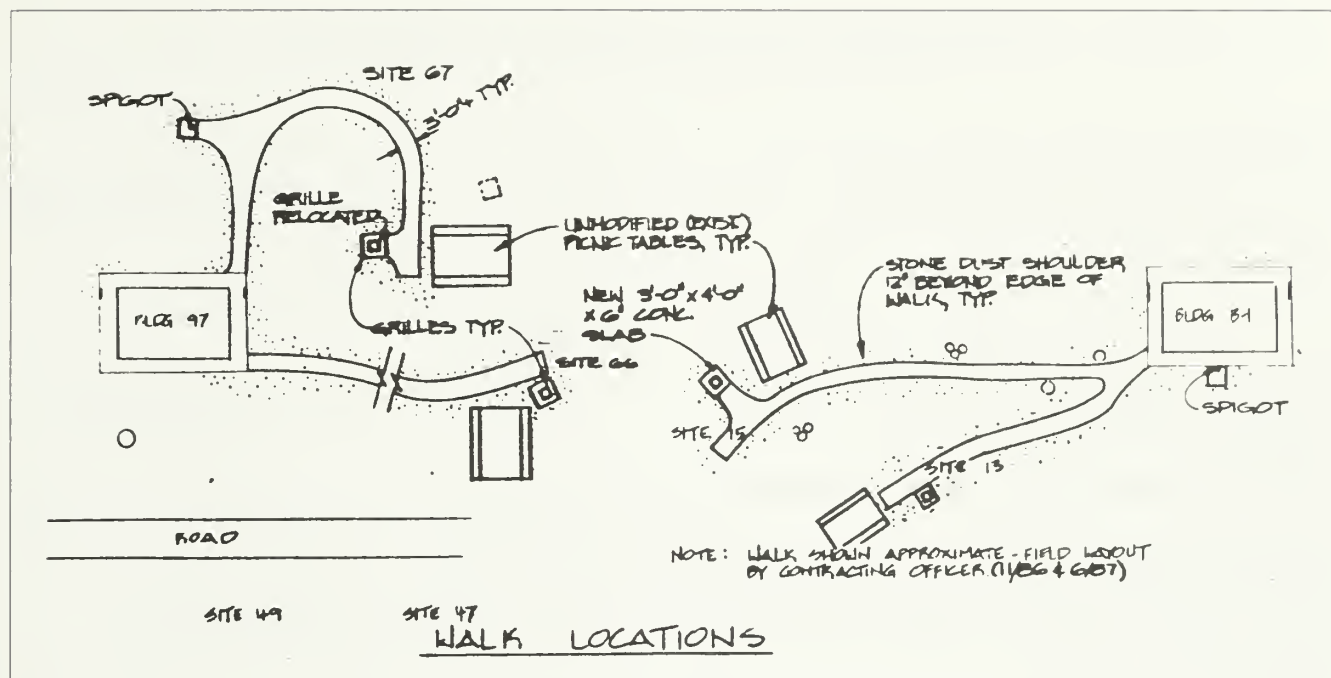 SITE 67
SPIGOT
3'-0" TYP.
GRILLE
RELOCATED
UNMODIFIED (EXIST)
PICNIC TABLES, TYP.
STONE DUST SHOULDER
12" BEYOND EDGE OF
WALK, TYP.
NEW 3'-0" x 4'-0"
x 6" CONC.
SLAB
BLDG 97
GRILLES TYP.
BLDG B-1
SITE 66
SPIGOT
SITE 15
SITE 13
ROAD
NOTE: WALK SHOWN APPROXIMATE - FIELD LAYOUT
BY CONTRACTING OFFICER (11/86 & 6/87)
SITE 49
SITE 47
WALK LOCATIONS